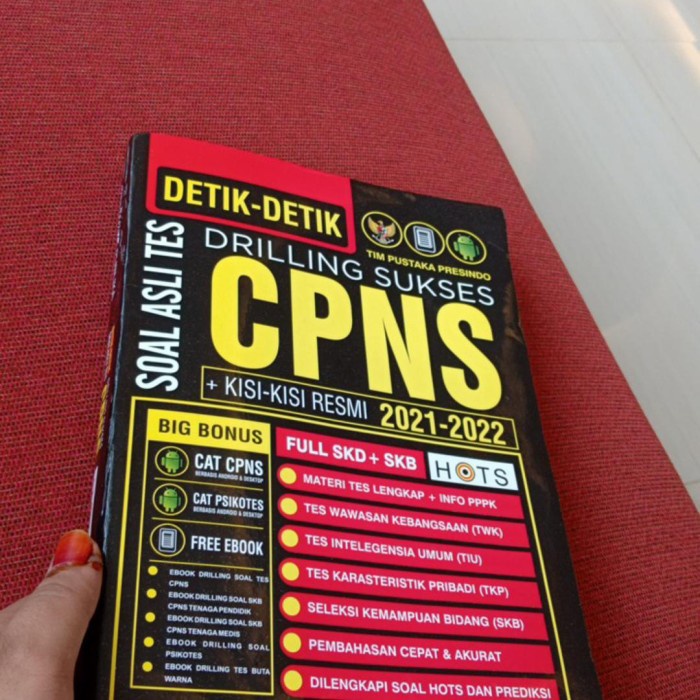 DETIK-DETIK
SOAL ASLI TES
TIM PUSTAKA PRESINDO
DRILLING SUKSES
CPNS
+ KISI-KISI RESMI 2021-2022
BIG BONUS
CAT CPNS
BERBASIS ANDROID & DESKTOP
CAT PSIKOTES
BERBASIS ANDROID & DESKTOP
FREE EBOOK
EBOOK DRILLING SOAL TES
CPNS
EBOOK DRILLING SOAL SKB
CPNS TENAGA PENDIDIK
EBOOK DRILLING SOAL SKB
CPNS TENAGA MEDIS
EBOOK DRILLING SOAL
PSIKOTES
EBOOK DRILLING TES BUTA
WARNA
FULL SKD + SKB HOTS
MATERI TES LENGKAP + INFO PPPK
TES WAWASAN KEBANGSAAN (TWK)
TES INTELEGENSIA UMUM (TIU)
TES KARASTERISTIK PRIBADI (TKP)
SELEKSI KEMAMPUAN BIDANG (SKB)
PEMBAHASAN CEPAT & AKURAT
DILENGKAPI SOAL HOTS DAN PREDIKSI